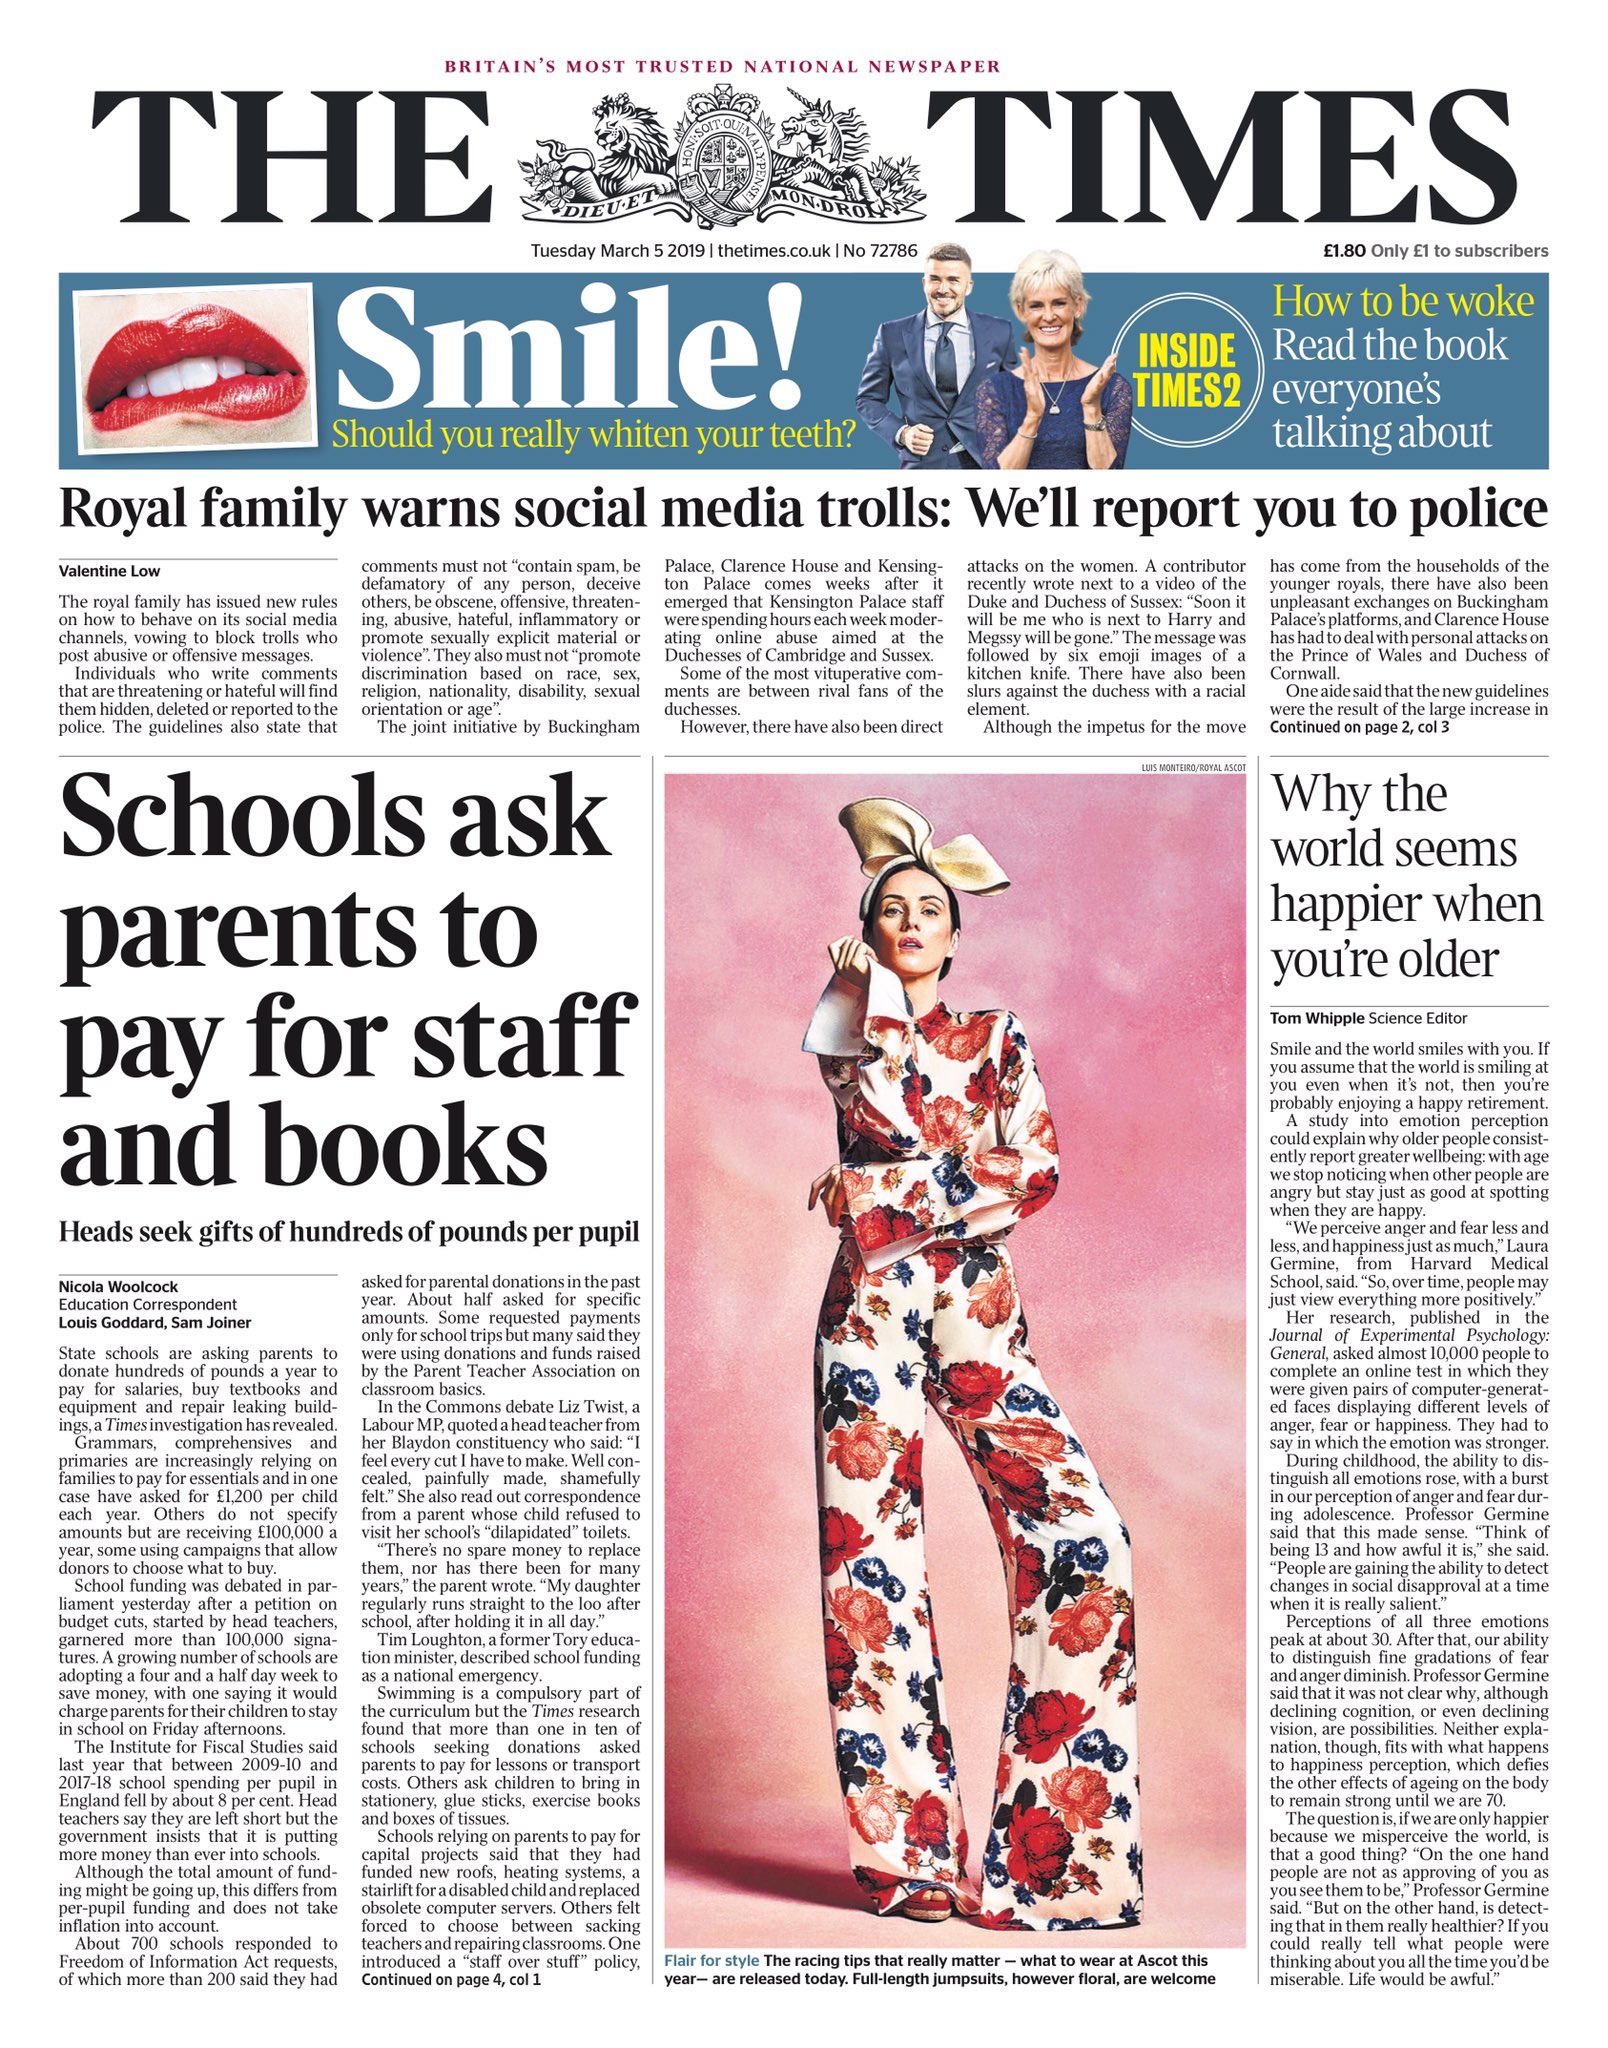 BRITAIN'S MOST TRUSTED NATIONAL NEWSPAPER
THE TIMES
HONI·SOIT·QUI·MAL·Y·PENSE
DIEU·ET MON·DROIT
Tuesday March 5 2019 | thetimes.co.uk | No 72786
£1.80 Only £1 to subscribers
Smile!
Should you really whiten your teeth?
INSIDE
TIMES2
How to be woke
Read the book
everyone's
talking about
Royal family warns social media trolls: We'll report you to police
Valentine Low
The royal family has issued new rules
on how to behave on its social media
channels, vowing to block trolls who
post abusive or offensive messages.
Individuals who write comments
that are threatening or hateful will find
them hidden, deleted or reported to the
police. The guidelines also state that
comments must not “contain spam, be
defamatory of any person, deceive
others, be obscene, offensive, threaten-
ing, abusive, hateful, inflammatory or
promote sexually explicit material or
violence”. They also must not “promote
discrimination based on race, sex,
religion, nationality, disability, sexual
orientation or age”.
The joint initiative by Buckingham
Palace, Clarence House and Kensing-
ton Palace comes weeks after it
emerged that Kensington Palace staff
were spending hours each week moder-
ating online abuse aimed at the
Duchesses of Cambridge and Sussex.
Some of the most vituperative com-
ments are between rival fans of the
duchesses.
However, there have also been direct
attacks on the women. A contributor
recently wrote next to a video of the
Duke and Duchess of Sussex: “Soon it
will be me who is next to Harry and
Megssy will be gone.” The message was
followed by six emoji images of a
kitchen knife. There have also been
slurs against the duchess with a racial
element.
Although the impetus for the move
has come from the households of the
younger royals, there have also been
unpleasant exchanges on Buckingham
Palace's platforms, and Clarence House
has had to deal with personal attacks on
the Prince of Wales and Duchess of
Cornwall.
One aide said that the new guidelines
were the result of the large increase in
Continued on page 2, col 3
Schools ask
parents to
pay for staff
and books
Heads seek gifts of hundreds of pounds per pupil
Nicola Woolcock
Education Correspondent
Louis Goddard, Sam Joiner
State schools are asking parents to
donate hundreds of pounds a year to
pay for salaries, buy textbooks and
equipment and repair leaking build-
ings, a Times investigation has revealed.
Grammars, comprehensives and
primaries are increasingly relying on
families to pay for essentials and in one
case have asked for £1,200 per child
each year. Others do not specify
amounts but are receiving £100,000 a
year, some using campaigns that allow
donors to choose what to buy.
School funding was debated in par-
liament yesterday after a petition on
budget cuts, started by head teachers,
garnered more than 100,000 signa-
tures. A growing number of schools are
adopting a four and a half day week to
save money, with one saying it would
charge parents for their children to stay
in school on Friday afternoons.
The Institute for Fiscal Studies said
last year that between 2009-10 and
2017-18 school spending per pupil in
England fell by about 8 per cent. Head
teachers say they are left short but the
government insists that it is putting
more money than ever into schools.
Although the total amount of fund-
ing might be going up, this differs from
per-pupil funding and does not take
inflation into account.
About 700 schools responded to
Freedom of Information Act requests,
of which more than 200 said they had
asked for parental donations in the past
year. About half asked for specific
amounts. Some requested payments
only for school trips but many said they
were using donations and funds raised
by the Parent Teacher Association on
classroom basics.
In the Commons debate Liz Twist, a
Labour MP, quoted a head teacher from
her Blaydon constituency who said: “I
feel every cut I have to make. Well con-
cealed, painfully made, shamefully
felt.” She also read out correspondence
from a parent whose child refused to
visit her school's “dilapidated” toilets.
“There's no spare money to replace
them, nor has there been for many
years,” the parent wrote. “My daughter
regularly runs straight to the loo after
school, after holding it in all day.”
Tim Loughton, a former Tory educa-
tion minister, described school funding
as a national emergency.
Swimming is a compulsory part of
the curriculum but the Times research
found that more than one in ten of
schools seeking donations asked
parents to pay for lessons or transport
costs. Others ask children to bring in
stationery, glue sticks, exercise books
and boxes of tissues.
Schools relying on parents to pay for
capital projects said that they had
funded new roofs, heating systems, a
stairlift for a disabled child and replaced
obsolete computer servers. Others felt
forced to choose between sacking
teachers and repairing classrooms. One
introduced a “staff over stuff” policy,
Continued on page 4, col 1
LUIS MONTEIRO/ROYAL ASCOT
Flair for style The racing tips that really matter — what to wear at Ascot this
year— are released today. Full-length jumpsuits, however floral, are welcome
Why the
world seems
happier when
you're older
Tom Whipple Science Editor
Smile and the world smiles with you. If
you assume that the world is smiling at
you even when it's not, then you're
probably enjoying a happy retirement.
A study into emotion perception
could explain why older people consist-
ently report greater wellbeing: with age
we stop noticing when other people are
angry but stay just as good at spotting
when they are happy.
“We perceive anger and fear less and
less, and happiness just as much,” Laura
Germine, from Harvard Medical
School, said. “So, over time, people may
just view everything more positively.”
Her research, published in the
Journal of Experimental Psychology:
General, asked almost 10,000 people to
complete an online test in which they
were given pairs of computer-generat-
ed faces displaying different levels of
anger, fear or happiness. They had to
say in which the emotion was stronger.
During childhood, the ability to dis-
tinguish all emotions rose, with a burst
in our perception of anger and fear dur-
ing adolescence. Professor Germine
said that this made sense. “Think of
being 13 and how awful it is,” she said.
“People are gaining the ability to detect
changes in social disapproval at a time
when it is really salient.”
Perceptions of all three emotions
peak at about 30. After that, our ability
to distinguish fine gradations of fear
and anger diminish. Professor Germine
said that it was not clear why, although
declining cognition, or even declining
vision, are possibilities. Neither expla-
nation, though, fits with what happens
to happiness perception, which defies
the other effects of ageing on the body
to remain strong until we are 70.
The question is, if we are only happier
because we misperceive the world, is
that a good thing? “On the one hand
people are not as approving of you as
you see them to be,” Professor Germine
said. “But on the other hand, is detect-
ing that in them really healthier? If you
could really tell what people were
thinking about you all the time you'd be
miserable. Life would be awful.”